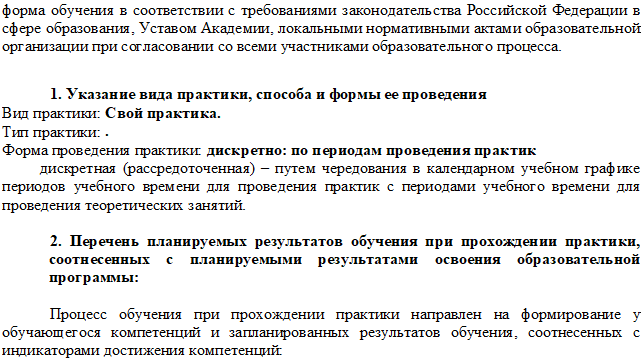 форма обучения в соответствии с требованиями законодательства Российской Федерации в
сфере образования, Уставом Академии, локальными нормативными актами образовательной
организации при согласовании со всеми участниками образовательного процесса.
1. Указание вида практики, способа и формы ее проведения
Вид практики: Свой практика.
Тип практики: .
Форма проведения практики: дискретно: по периодам проведения практик
дискретная (рассредоточенная) – путем чередования в календарном учебном графике
периодов учебного времени для проведения практик с периодами учебного времени для
проведения теоретических занятий.
2. Перечень планируемых результатов обучения при прохождении практики,
соотнесенных с планируемыми результатами освоения образовательной
программы:
Процесс обучения при прохождении практики направлен на формирование у
обучающегося компетенций и запланированных результатов обучения, соотнесенных с
индикаторами достижения компетенций: